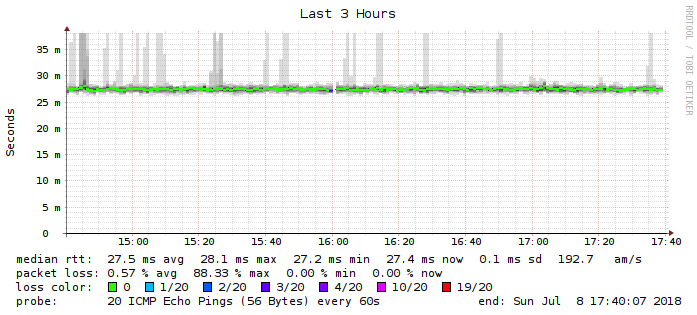 Last 3 Hours
RRDTOOL / TOBI OETIKER
Seconds
35 m
30 m
25 m
20 m
15 m
10 m
5 m
0
15:00 15:20 15:40 16:00 16:20 16:40 17:00 17:20 17:40
median rtt: 27.5 ms avg 28.1 ms max 27.2 ms min 27.4 ms now 0.1 ms sd 192.7 am/s
packet loss: 0.57 % avg 88.33 % max 0.00 % min 0.00 % now
loss color: 0 1/20 2/20 3/20 4/20 10/20 19/20
probe: 20 ICMP Echo Pings (56 Bytes) every 60s end: Sun Jul 8 17:40:07 2018